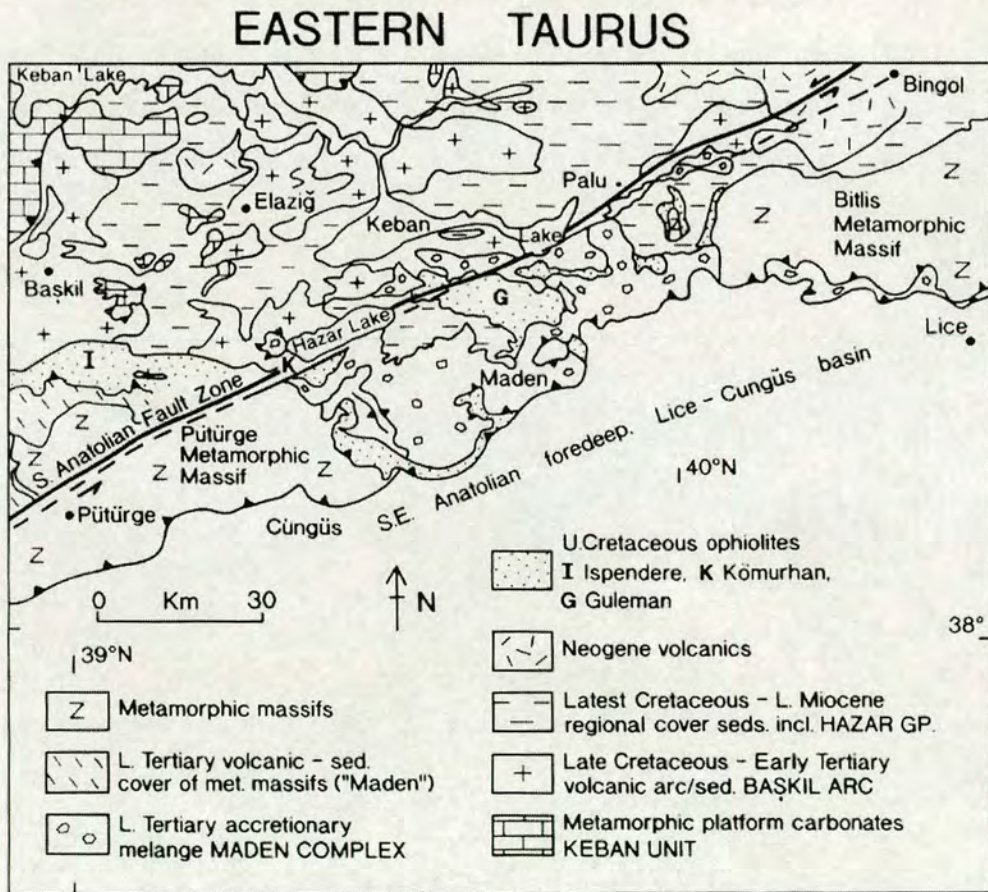 EASTERN TAURUS
Keban Lake
Bingol
Palu
Bitlis
Metamorphic
Massif
Elaziğ
Keban
Lake
Başkil
G
Hazar Lake
Lice
I
K
Maden
S. Anatolian Fault Zone
Pütürge
Metamorphic
Massif
S.E. Anatolian foredeep. Lice - Cungüs basin
40°N
Pütürge
Cùngüs
U.Cretaceous ophiolites
I Ispendere, K Kömurhan,
G Guleman
0 Km 30
N
38°
39°N
Neogene volcanics
Z Metamorphic massifs
Latest Cretaceous - L. Miocene
regional cover seds. incl. HAZAR GP.
L. Tertiary volcanic - sed.
cover of met. massifs ("Maden")
Late Cretaceous - Early Tertiary
volcanic arc/sed. BAŞKIL ARC
L. Tertiary accretionary
melange MADEN COMPLEX
Metamorphic platform carbonates
KEBAN UNIT
Z
Z
Z
Z
Z
Z
Z